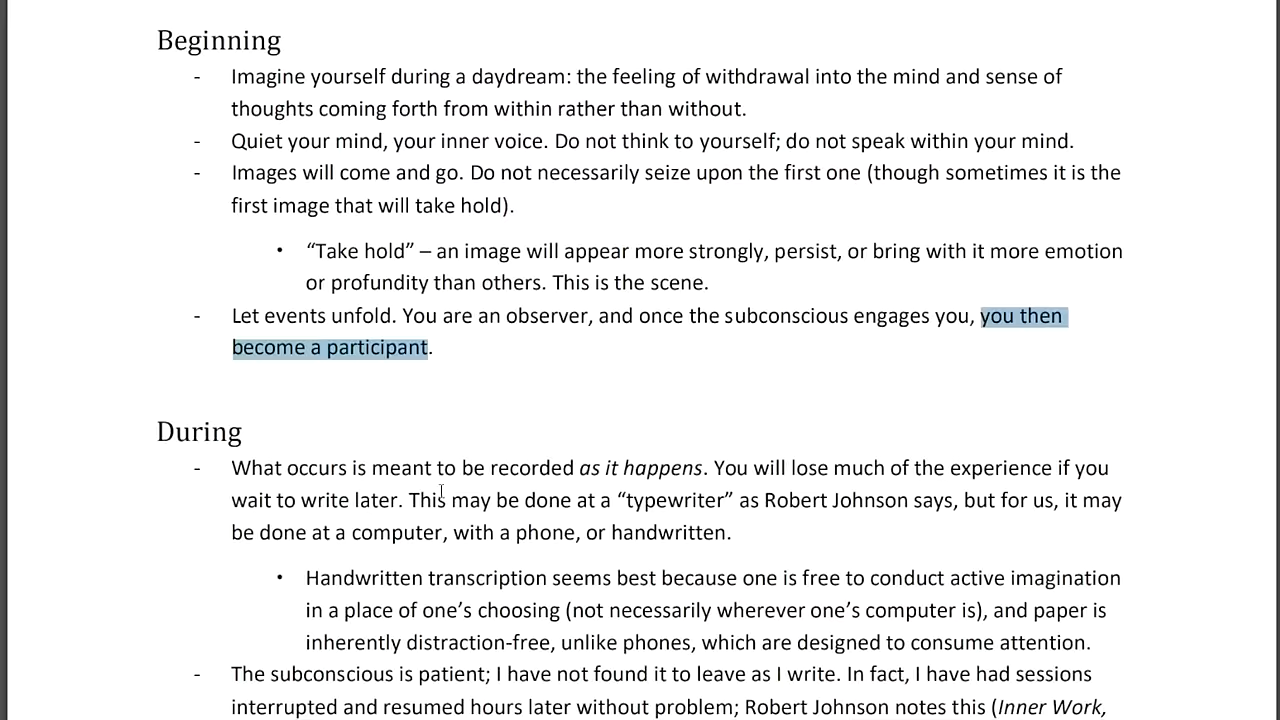 Beginning
- Imagine yourself during a daydream: the feeling of withdrawal into the mind and sense of
thoughts coming forth from within rather than without.
- Quiet your mind, your inner voice. Do not think to yourself; do not speak within your mind.
- Images will come and go. Do not necessarily seize upon the first one (though sometimes it is the
first image that will take hold).
• “Take hold” – an image will appear more strongly, persist, or bring with it more emotion
or profundity than others. This is the scene.
- Let events unfold. You are an observer, and once the subconscious engages you, you then
become a participant.
During
- What occurs is meant to be recorded as it happens. You will lose much of the experience if you
wait to write later. This may be done at a “typewriter” as Robert Johnson says, but for us, it may
be done at a computer, with a phone, or handwritten.
• Handwritten transcription seems best because one is free to conduct active imagination
in a place of one’s choosing (not necessarily wherever one’s computer is), and paper is
inherently distraction-free, unlike phones, which are designed to consume attention.
- The subconscious is patient; I have not found it to leave as I write. In fact, I have had sessions
interrupted and resumed hours later without problem; Robert Johnson notes this (Inner Work,